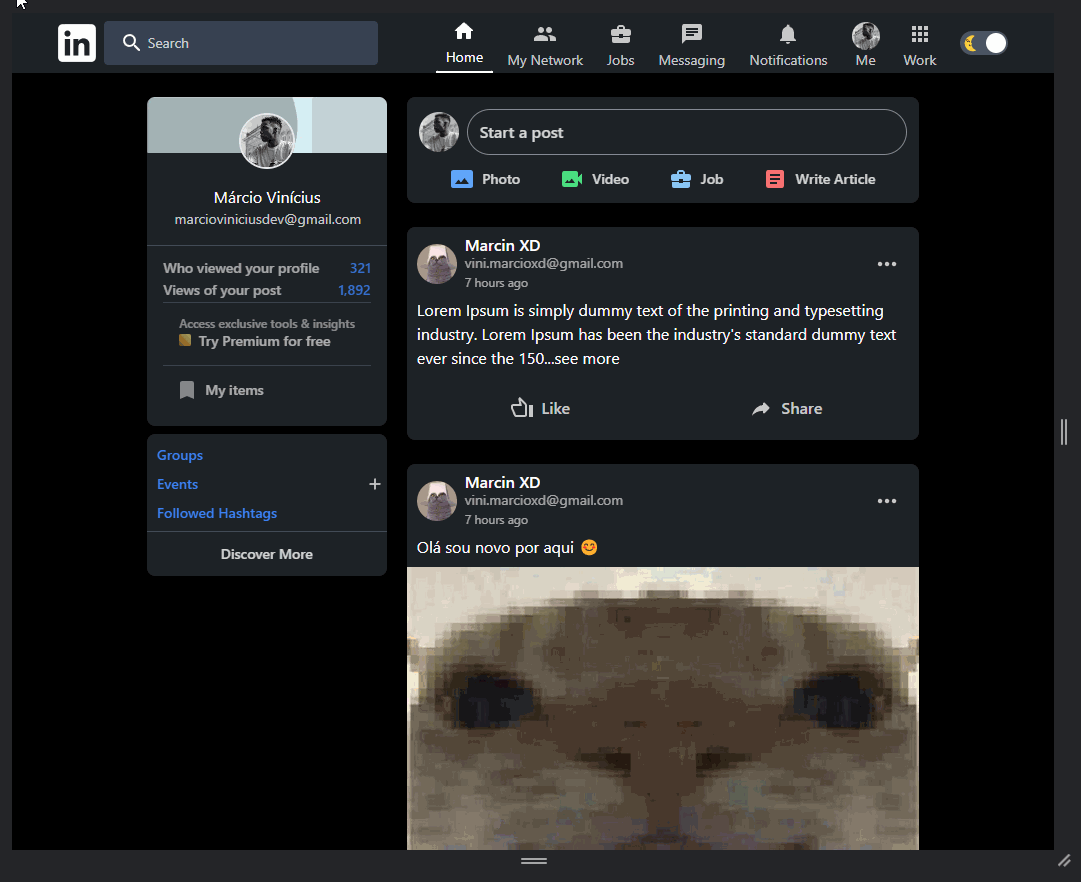 in
Search
Home
My Network
Jobs
Messaging
Notifications
Me
Work
Márcio Vinícius
marcioviniciusdev@gmail.com
Who viewed your profile 321
Views of your post 1,892
Access exclusive tools & insights
Try Premium for free
My items
Groups
Events +
Followed Hashtags
Discover More
Start a post
Photo
Video
Job
Write Article
Marcin XD
vini.marcioxd@gmail.com
7 hours ago
Lorem Ipsum is simply dummy text of the printing and typesetting
industry. Lorem Ipsum has been the industry's standard dummy text
ever since the 150...see more
Like
Share
Marcin XD
vini.marcioxd@gmail.com
7 hours ago
Olá sou novo por aqui 😊